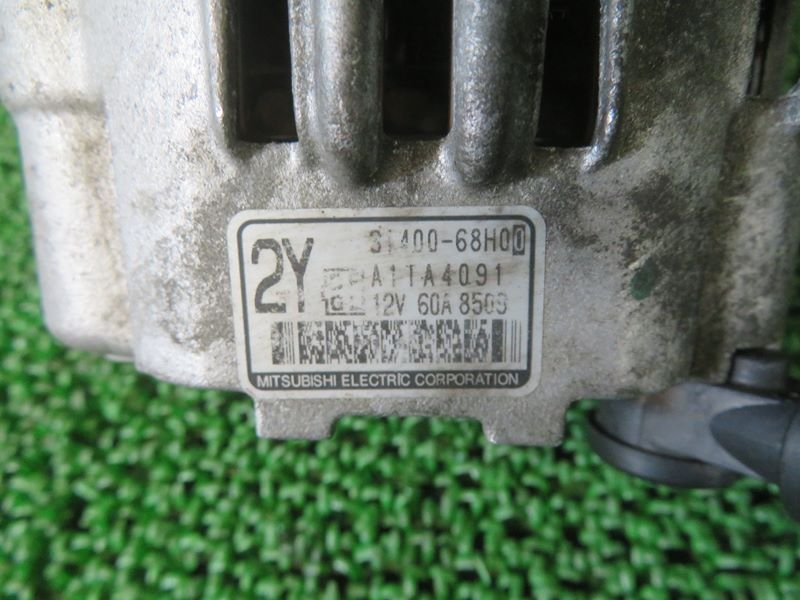 2Y
31400-68H00
A1TA4091
12V 60A 8503
MITSUBISHI ELECTRIC CORPORATION